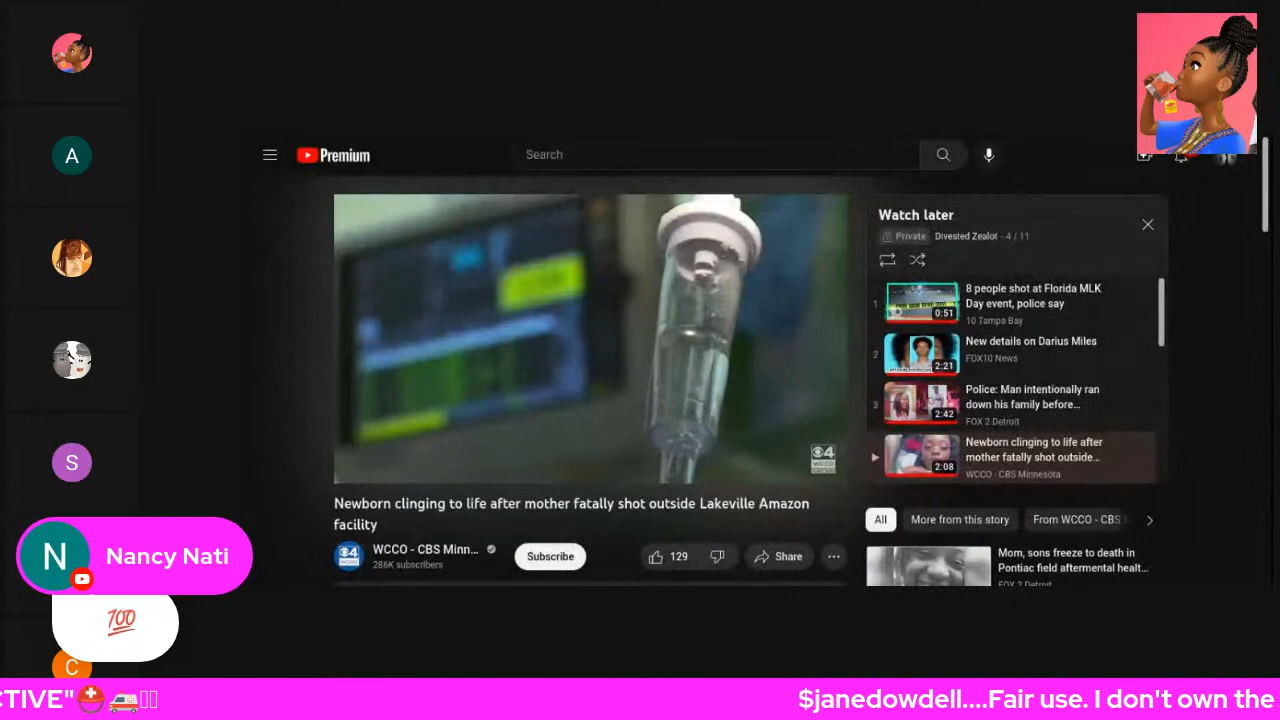 Premium
Search
Watch later
Private Divested Zealot - 4 / 11
1
8 people shot at Florida MLK
Day event, police say
10 Tampa Bay
0:51
2
New details on Darius Miles
FOX10 News
2:21
3
Police: Man intentionally ran
down his family before...
FOX 2 Detroit
2:42
Newborn clinging to life after
mother fatally shot outside...
WCCO - CBS Minnesota
2:08
4
WCCO
Newborn clinging to life after mother fatally shot outside Lakeville Amazon
facility
WCCO - CBS Minn...
286K subscribers
Subscribe
129
Share
All
More from this story
From WCCO - CBS
Mom, sons freeze to death in
Pontiac field aftermental healt...
FOX 2 Detroit
A
S
N
Nancy Nati
💯
C
CTIVE"⛑🚑
$janedowdell....Fair use. I don't own the